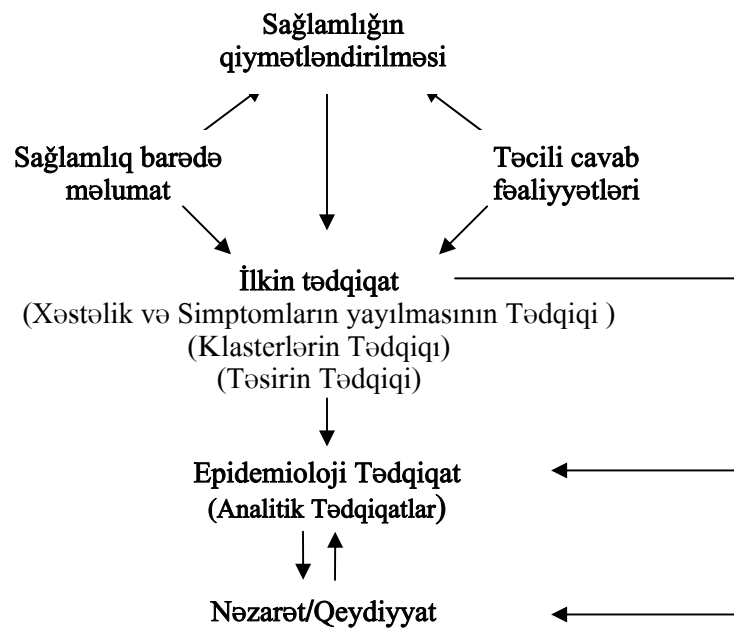 Sağlamlığın
qiymətləndirilməsi
Sağlamlıq barədə
məlumat
Təcili cavab
fəaliyyətləri
İlkin tədqiqat
(Xəstəlik və Simptomların yayılmasının Tədqiqi )
(Klasterlərin Tədqiqı)
(Təsirin Tədqiqi)
Epidemioloji Tədqiqat
(Analitik Tədqiqatlar)
Nəzarət/Qeydiyyat